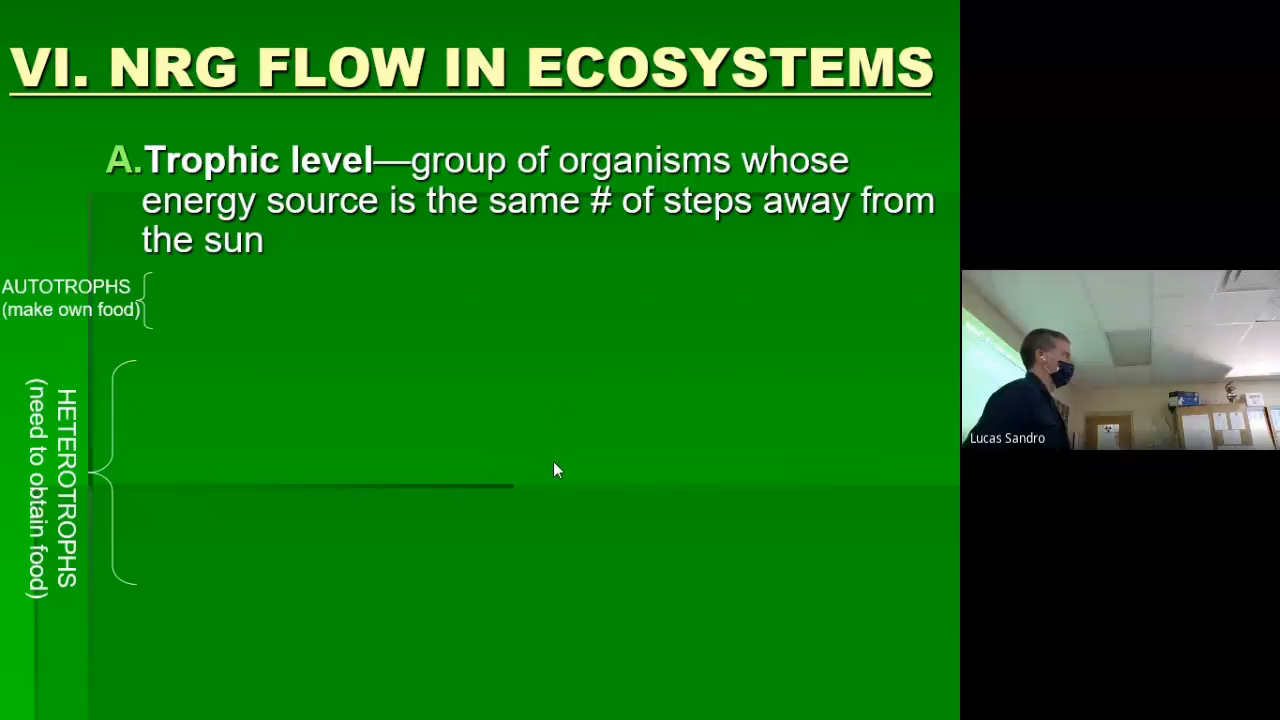 VI. NRG FLOW IN ECOSYSTEMS
A.Trophic level—group of organisms whose
energy source is the same # of steps away from
the sun
AUTOTROPHS
(make own food)
HETEROTROPHS
(need to obtain food)
Lucas Sandro